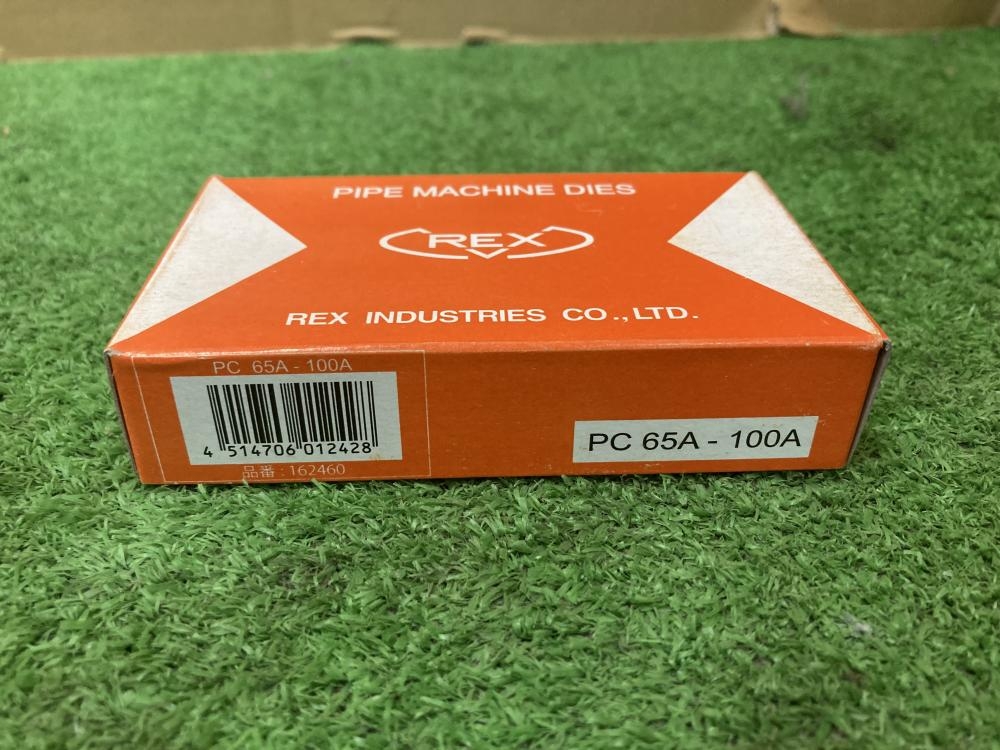 PIPE MACHINE DIES
REX
REX INDUSTRIES CO.,LTD.
PC 65A - 100A
4 514706 012428
品番 : 162460
PC 65A - 100A